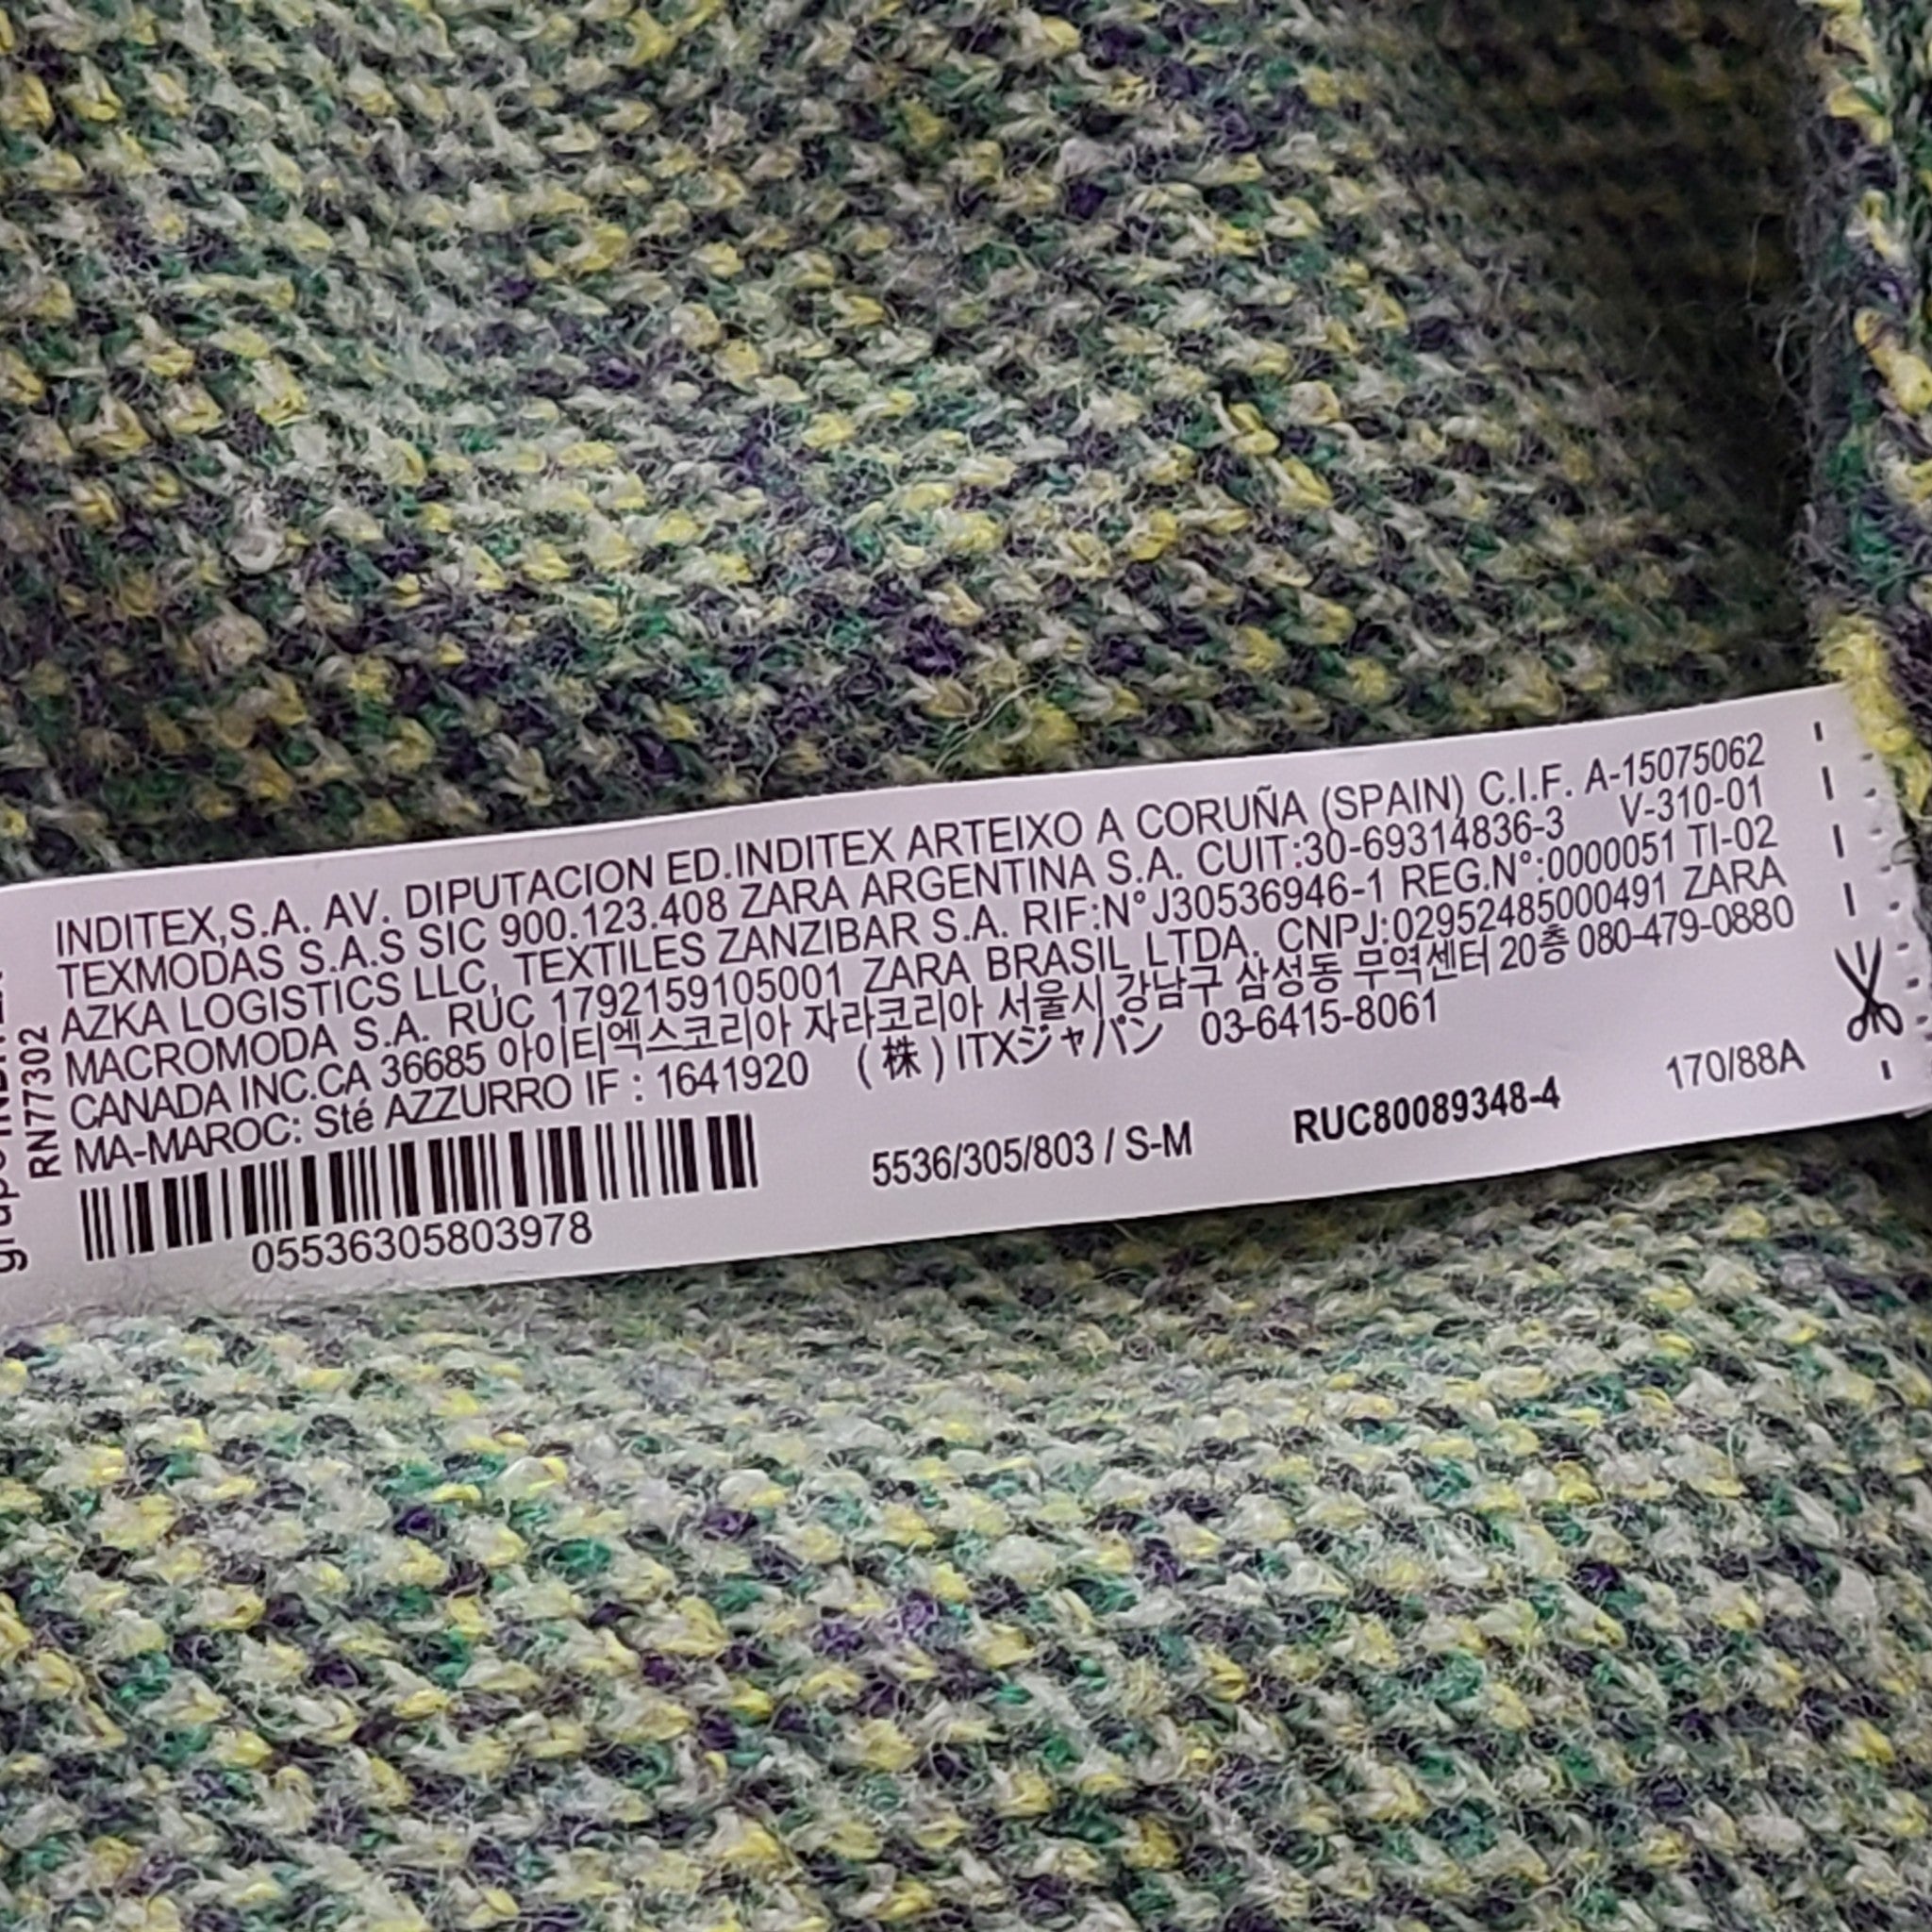 RN77302
INDITEX,S.A. AV. DIPUTACION ED.INDITEX ARTEIXO A CORUÑA (SPAIN) C.I.F. A-15075062
TEXMODAS S.A.S SIC 900.123.408 ZARA ARGENTINA S.A. CUIT:30-69314836-3 V-310-01
AZKA LOGISTICS LLC, TEXTILES ZANZIBAR S.A. RIF:N°J30536946-1 REG.N°:0000051 TI-02
MACROMODA S.A. RUC 1792159105001 ZARA BRASIL LTDA. CNPJ:02952485000491 ZARA
CANADA INC.CA 36685 아이티엑스코리아 자라코리아 서울시 강남구 삼성동 무역센터 20층 080-479-0880
MA-MAROC: Sté AZZURRO IF : 1641920 (株) ITXジャパン 03-6415-8061
5536/305/803 / S-M RUC80089348-4 170/88A
05536305803978